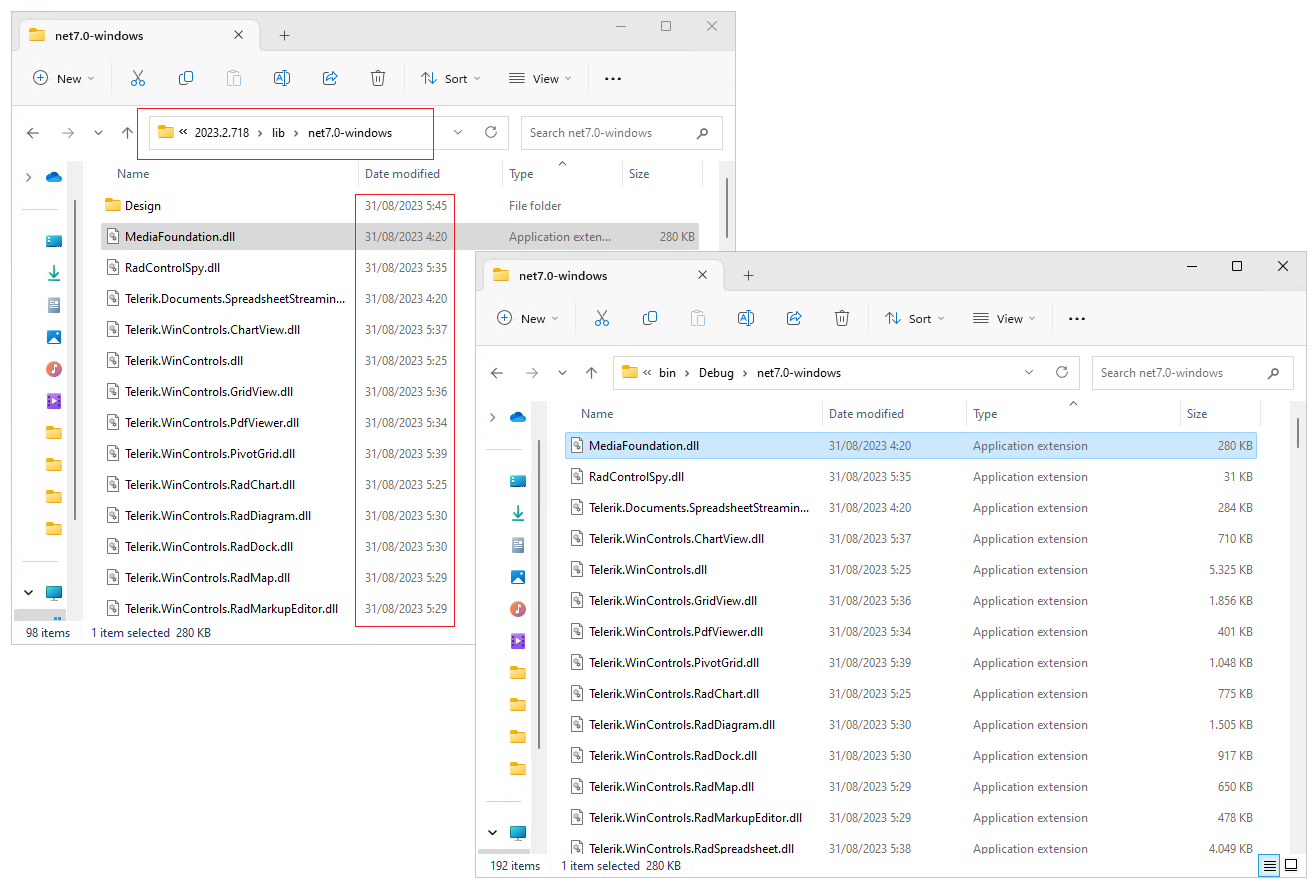 net7.0-windows
New
Sort
View
« 2023.2.718 > lib > net7.0-windows
Search net7.0-windows
Name Date modified Type Size
Design 31/08/2023 5:45 File folder
MediaFoundation.dll 31/08/2023 4:20 Application exten... 280 KB
RadControlSpy.dll 31/08/2023 5:35
Telerik.Documents.SpreadsheetStreamin... 31/08/2023 4:20
Telerik.WinControls.ChartView.dll 31/08/2023 5:37
Telerik.WinControls.dll 31/08/2023 5:25
Telerik.WinControls.GridView.dll 31/08/2023 5:36
Telerik.WinControls.PdfViewer.dll 31/08/2023 5:34
Telerik.WinControls.PivotGrid.dll 31/08/2023 5:39
Telerik.WinControls.RadChart.dll 31/08/2023 5:25
Telerik.WinControls.RadDiagram.dll 31/08/2023 5:30
Telerik.WinControls.RadDock.dll 31/08/2023 5:30
Telerik.WinControls.RadMap.dll 31/08/2023 5:29
Telerik.WinControls.RadMarkupEditor.dll 31/08/2023 5:29
98 items 1 item selected 280 KB
net7.0-windows
New
Sort
View
« bin > Debug > net7.0-windows
Search net7.0-windows
Name Date modified Type Size
MediaFoundation.dll 31/08/2023 4:20 Application extension 280 KB
RadControlSpy.dll 31/08/2023 5:35 Application extension 31 KB
Telerik.Documents.SpreadsheetStreamin... 31/08/2023 4:20 Application extension 284 KB
Telerik.WinControls.ChartView.dll 31/08/2023 5:37 Application extension 710 KB
Telerik.WinControls.dll 31/08/2023 5:25 Application extension 5.325 KB
Telerik.WinControls.GridView.dll 31/08/2023 5:36 Application extension 1.856 KB
Telerik.WinControls.PdfViewer.dll 31/08/2023 5:34 Application extension 401 KB
Telerik.WinControls.PivotGrid.dll 31/08/2023 5:39 Application extension 1.048 KB
Telerik.WinControls.RadChart.dll 31/08/2023 5:25 Application extension 775 KB
Telerik.WinControls.RadDiagram.dll 31/08/2023 5:30 Application extension 1.505 KB
Telerik.WinControls.RadDock.dll 31/08/2023 5:30 Application extension 917 KB
Telerik.WinControls.RadMap.dll 31/08/2023 5:29 Application extension 650 KB
Telerik.WinControls.RadMarkupEditor.dll 31/08/2023 5:29 Application extension 478 KB
Telerik.WinControls.RadSpreadsheet.dll 31/08/2023 5:38 Application extension 4.049 KB
192 items 1 item selected 280 KB